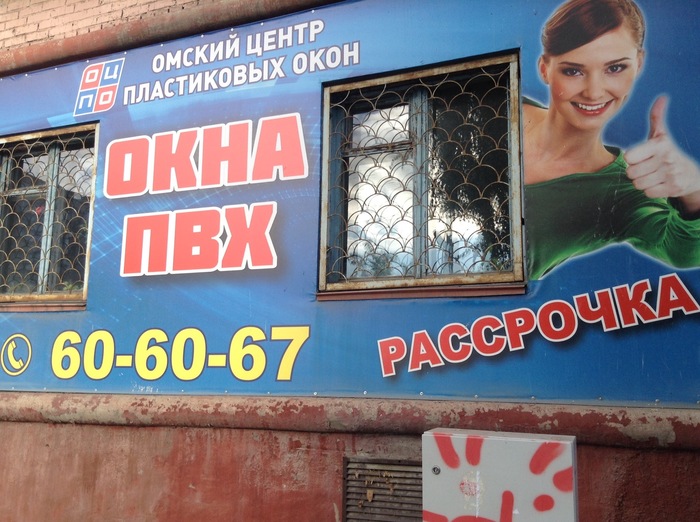 ОЦ
ПО
ОМСКИЙ ЦЕНТР
ПЛАСТИКОВЫХ ОКОН
ОКНА
ПВХ
60-60-67
РАССРОЧКА